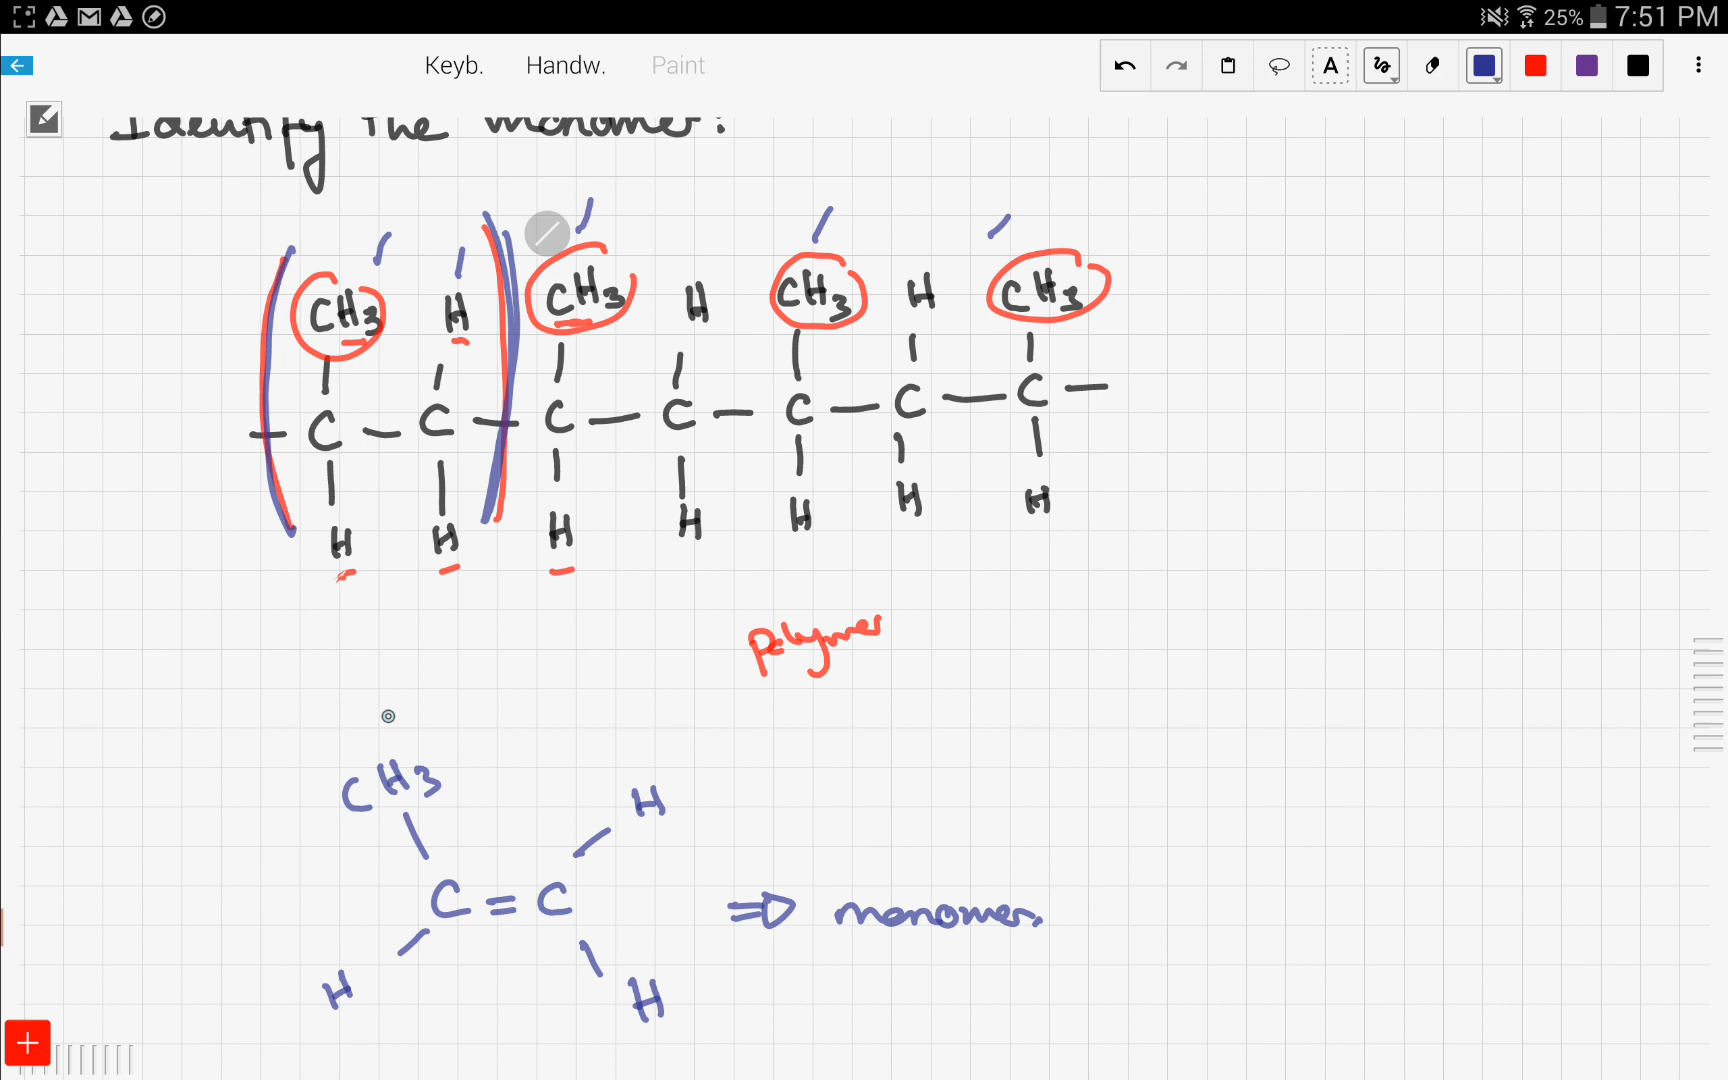 25% 7:51 PM
Keyb. Handw. Paint A
Identify the monomer:
CH3 H CH3 H CH3 H CH3
— C — C — C — C — C — C — C —
H H H H H H H
Polymer
CH3 H
C = C ⇒ monomer.
H H